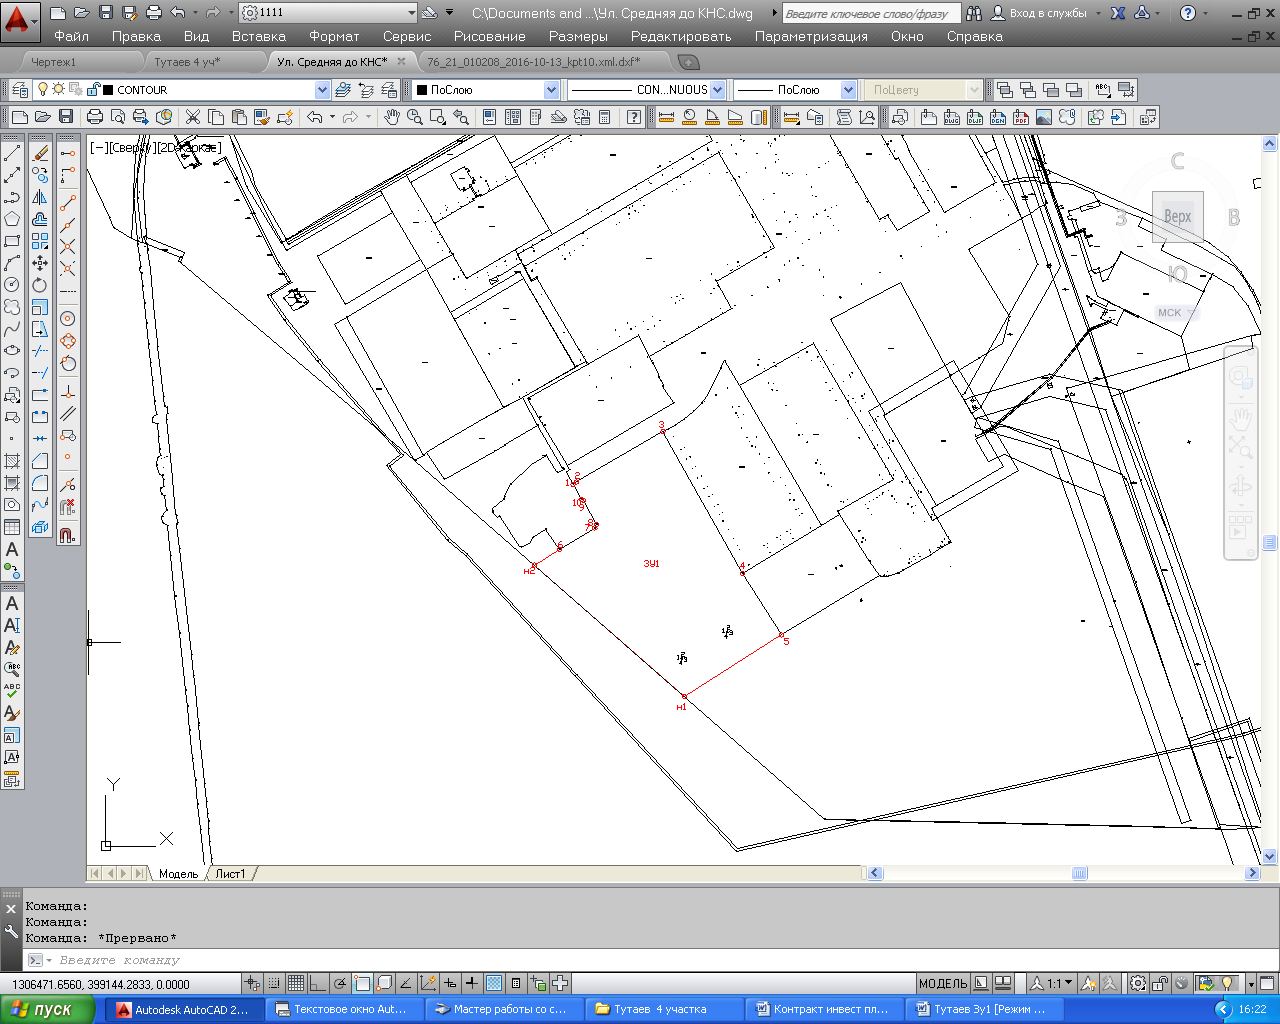 1111
C:\Documents and ...\Ул. Средняя до КНС.dwg
Введите ключевое слово/фразу
Вход в службы
Файл Правка Вид Вставка Формат Сервис Рисование Размеры Редактировать Параметризация Окно Справка
Чертеж1
Тутаев 4 уч*
Ул. Средняя до КНС*
76_21_010208_2016-10-13_kpt10.xml.dxf*
CONTOUR
ПоСлою
CON...NUOUS
ПоСлою
ПоЦвету
[−][Сверху][2D-каркас]
С
З
Верх
В
Ю
МСК
3
2
6
н2
ЗУ1
4
5
н1
Y
X
Модель
Лист1
Команда:
Команда:
Команда: *Прервано*
Введите команду
1306471.6560, 399144.2833, 0.0000
МОДЕЛЬ
1:1
пуск
Autodesk AutoCAD 2...
Текстовое окно Aut...
Мастер работы со с...
Тутаев 4 участка
Контракт инвест пл...
Тутаев Зу1 [Режим ...
16:22